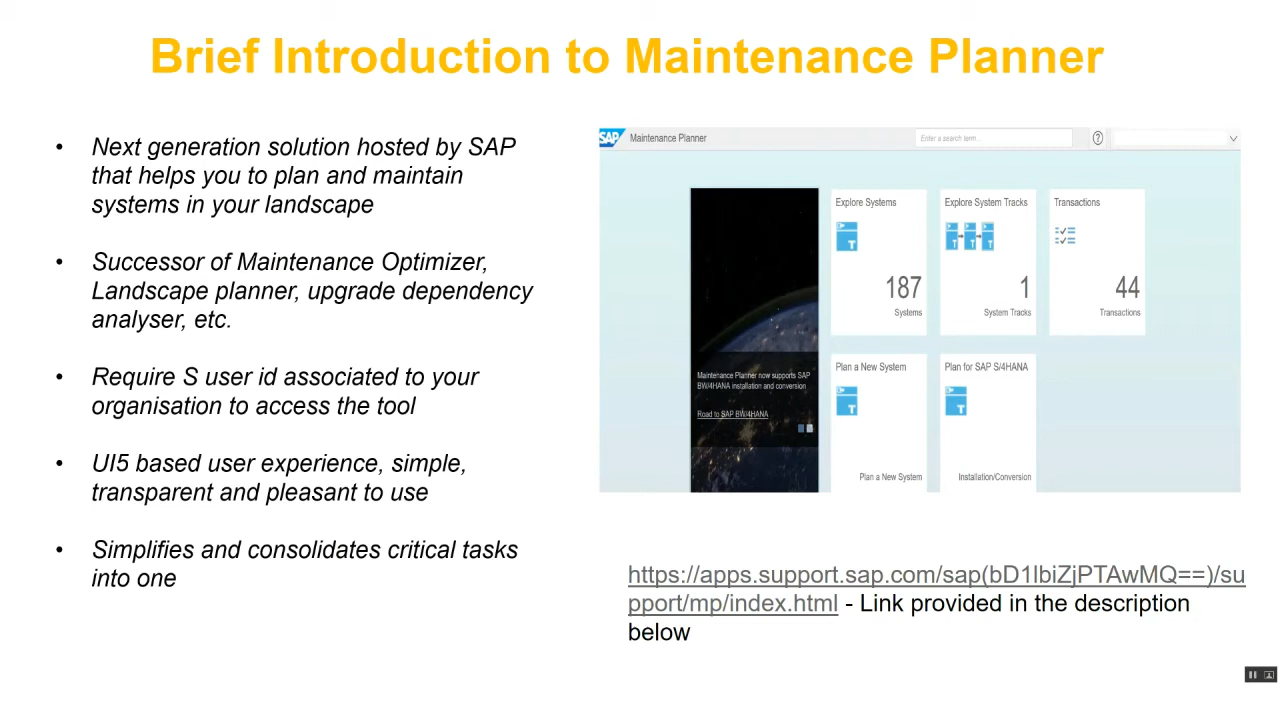 Brief Introduction to Maintenance Planner
• Next generation solution hosted by SAP
that helps you to plan and maintain
systems in your landscape
• Successor of Maintenance Optimizer,
Landscape planner, upgrade dependency
analyser, etc.
• Require S user id associated to your
organisation to access the tool
• UI5 based user experience, simple,
transparent and pleasant to use
• Simplifies and consolidates critical tasks
into one
SAP Maintenance Planner
Enter a search term...
?
Explore Systems
187
Systems
Explore System Tracks
1
System Tracks
Transactions
44
Transactions
Maintenance Planner now supports SAP
BW/4HANA installation and conversion
Road to SAP BW/4HANA
Plan a New System
T
Plan a New System
Plan for SAP S/4HANA
T
Installation/Conversion
https://apps.support.sap.com/sap(bD1lbiZjPTAwMQ==)/su
pport/mp/index.html - Link provided in the description
below